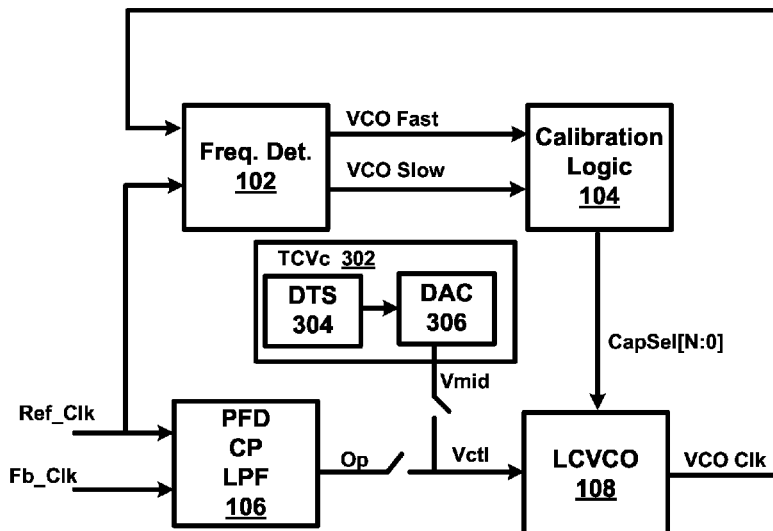 VCO Fast
Freq. Det.
102
VCO Slow
Calibration
Logic
104
TCVc 302
DTS
304
DAC
306
CapSel[N:0]
Vmid
Ref_Clk
Fb_Clk
PFD
CP
LPF
106
Op
Vctl
LCVCO
108
VCO Clk